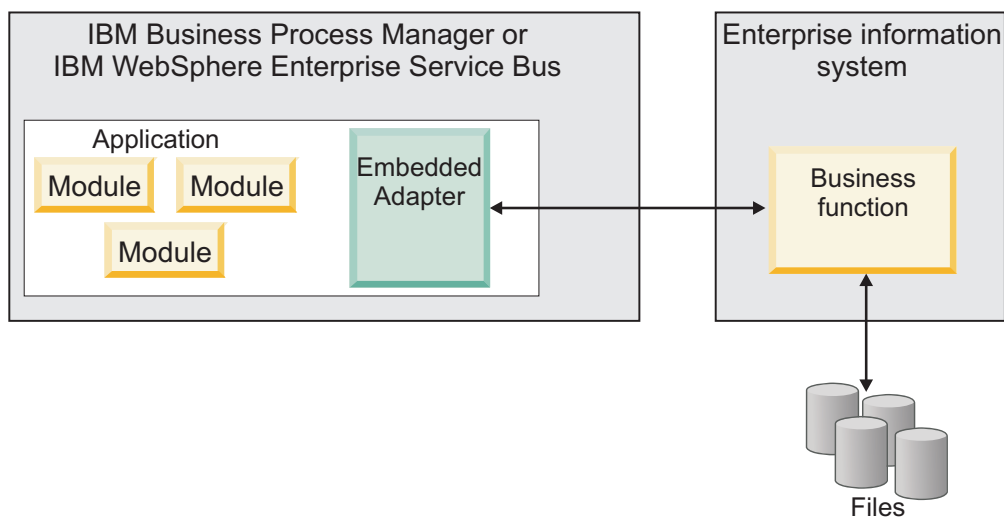 IBM Business Process Manager or
IBM WebSphere Enterprise Service Bus
Application
Module
Module
Module
Embedded
Adapter
Enterprise information
system
Business
function
Files